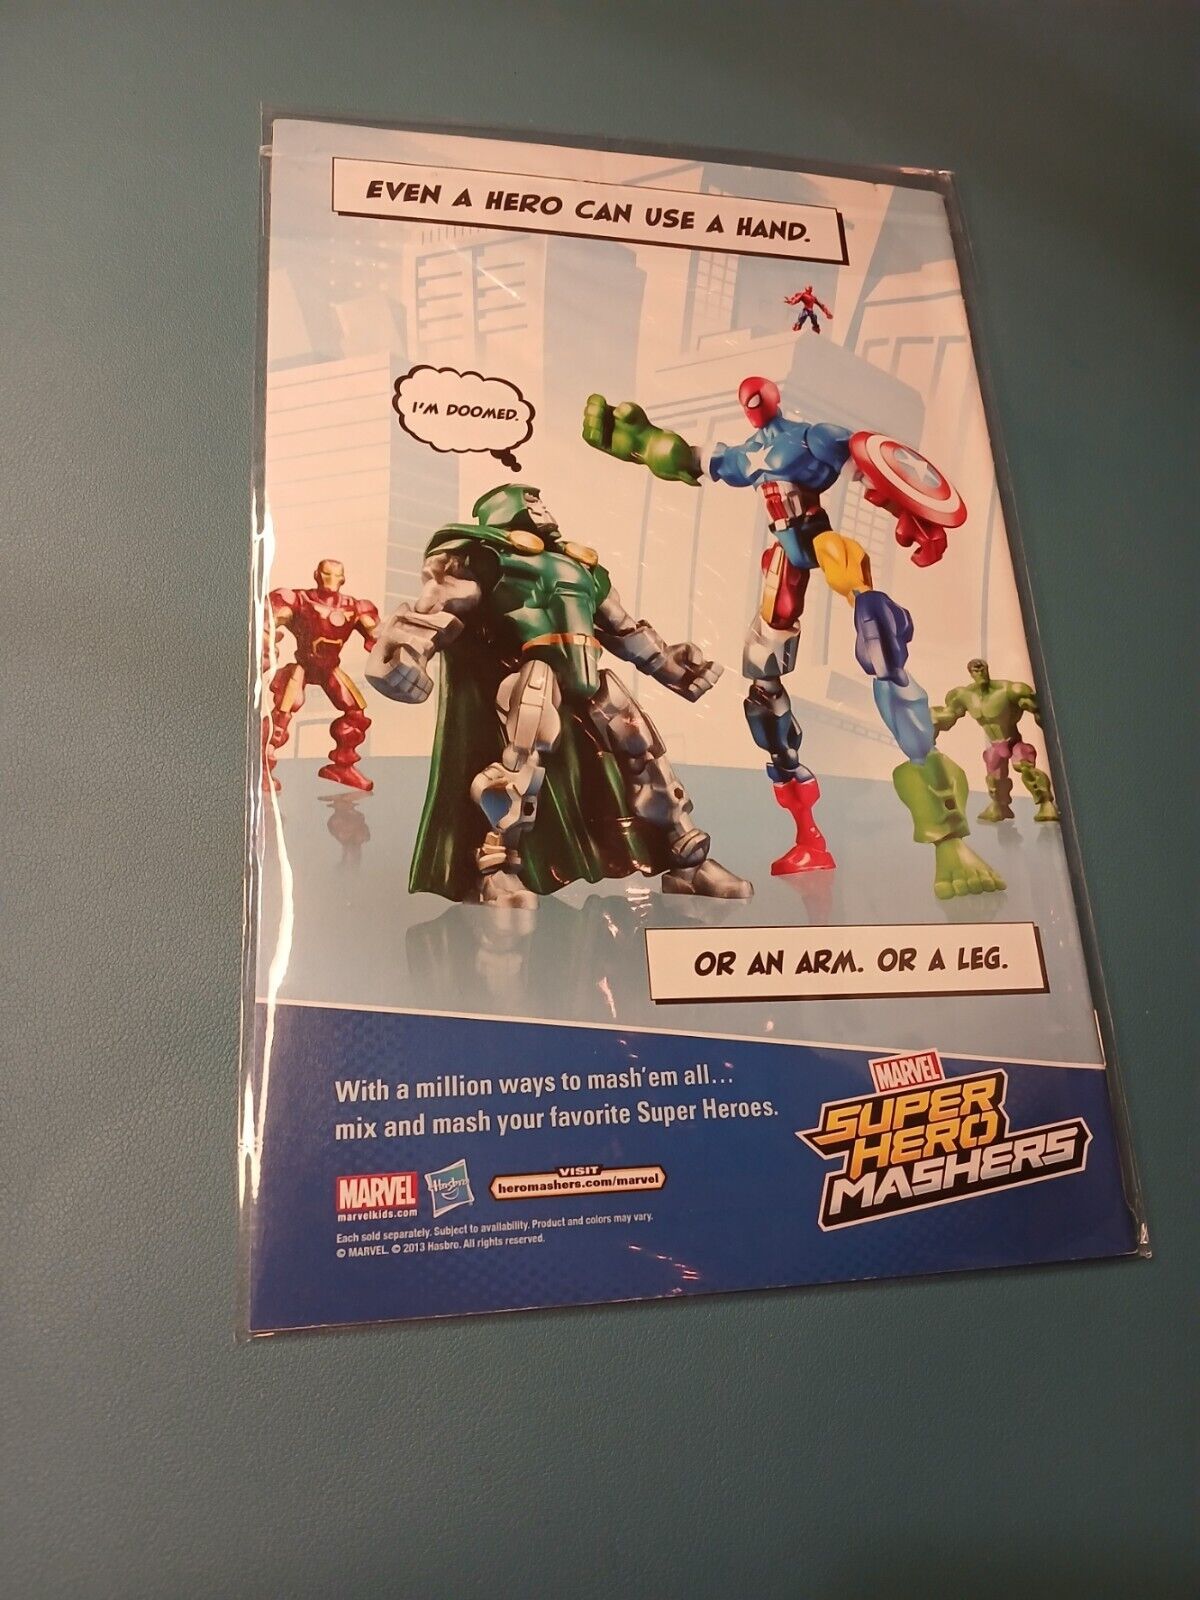 EVEN A HERO CAN USE A HAND.
I'M DOOMED.
OR AN ARM. OR A LEG.
With a million ways to mash'em all...
mix and mash your favorite Super Heroes.
MARVEL
SUPER
HERO
MASHERS
MARVEL
marvelkids.com
Hasbro
VISIT
heromashers.com/marvel
Each sold separately. Subject to availability. Product and colors may vary.
© MARVEL. © 2013 Hasbro. All rights reserved.